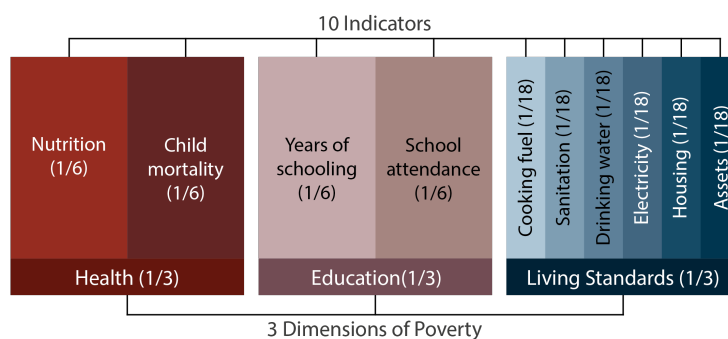 10 Indicators
Nutrition
(1/6)
Child
mortality
(1/6)
Years of
schooling
(1/6)
School
attendance
(1/6)
Cooking fuel (1/18)
Sanitation (1/18)
Drinking water (1/18)
Electricity (1/18)
Housing (1/18)
Assets (1/18)
Health (1/3)
Education(1/3)
Living Standards (1/3)
3 Dimensions of Poverty